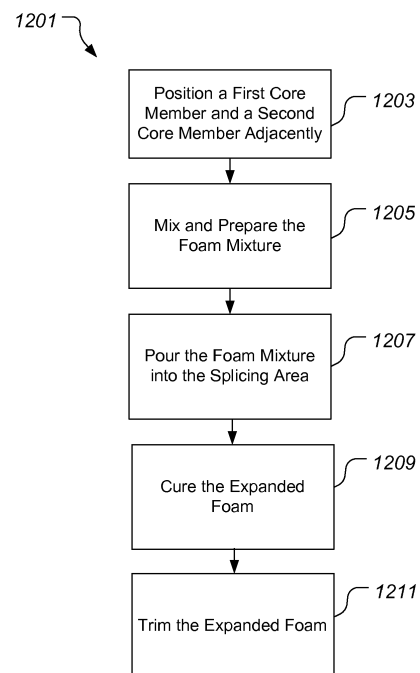 1201
Position a First Core
Member and a Second
Core Member Adjacently
1203
Mix and Prepare the
Foam Mixture
1205
Pour the Foam Mixture
into the Splicing Area
1207
Cure the Expanded
Foam
1209
Trim the Expanded Foam
1211